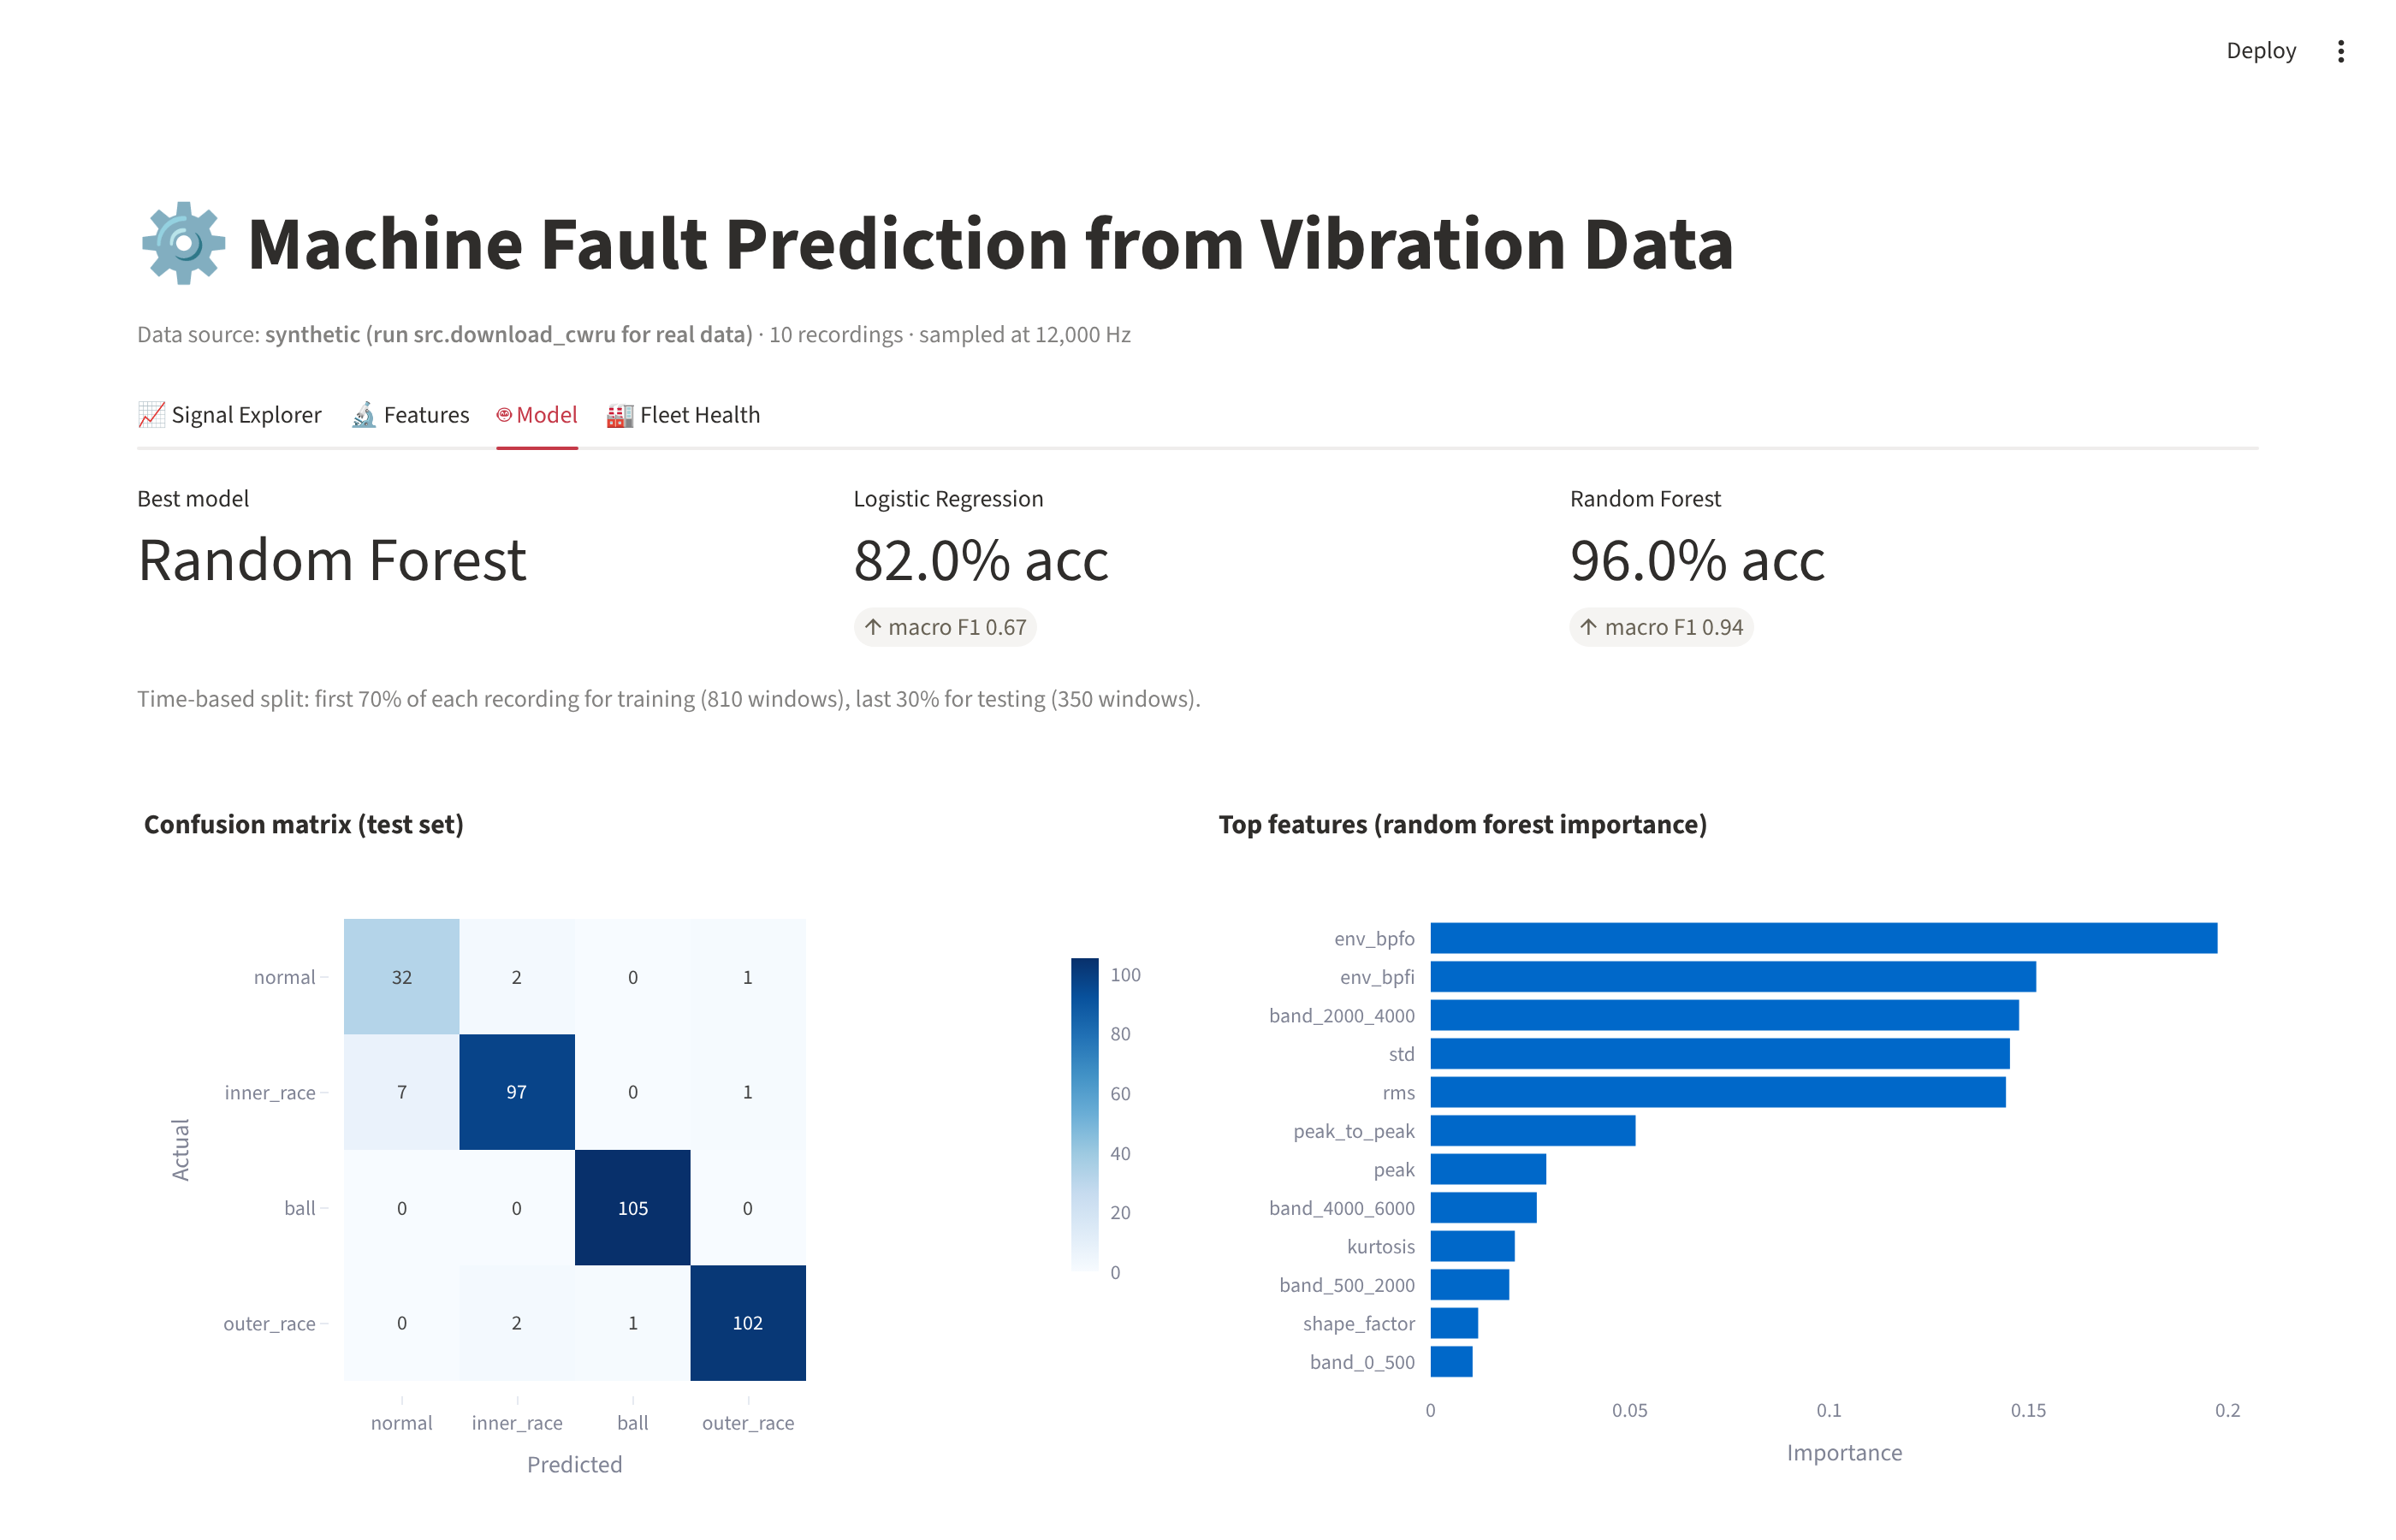 Deploy
Machine Fault Prediction from Vibration Data
Data source: synthetic (run src.download_cwru for real data) · 10 recordings · sampled at 12,000 Hz
Signal Explorer Features Model Fleet Health
Best model Logistic Regression Random Forest
Random Forest 82.0% acc 96.0% acc
↑ macro F1 0.67 ↑ macro F1 0.94
Time-based split: first 70% of each recording for training (810 windows), last 30% for testing (350 windows).
Confusion matrix (test set)
Actual
normal 32 2 0 1
inner_race 7 97 0 1
ball 0 0 105 0
outer_race 0 2 1 102
normal inner_race ball outer_race
Predicted
100
80
60
40
20
0
Top features (random forest importance)
env_bpfo
env_bpfi
band_2000_4000
std
rms
peak_to_peak
peak
band_4000_6000
kurtosis
band_500_2000
shape_factor
band_0_500
0 0.05 0.1 0.15 0.2
Importance